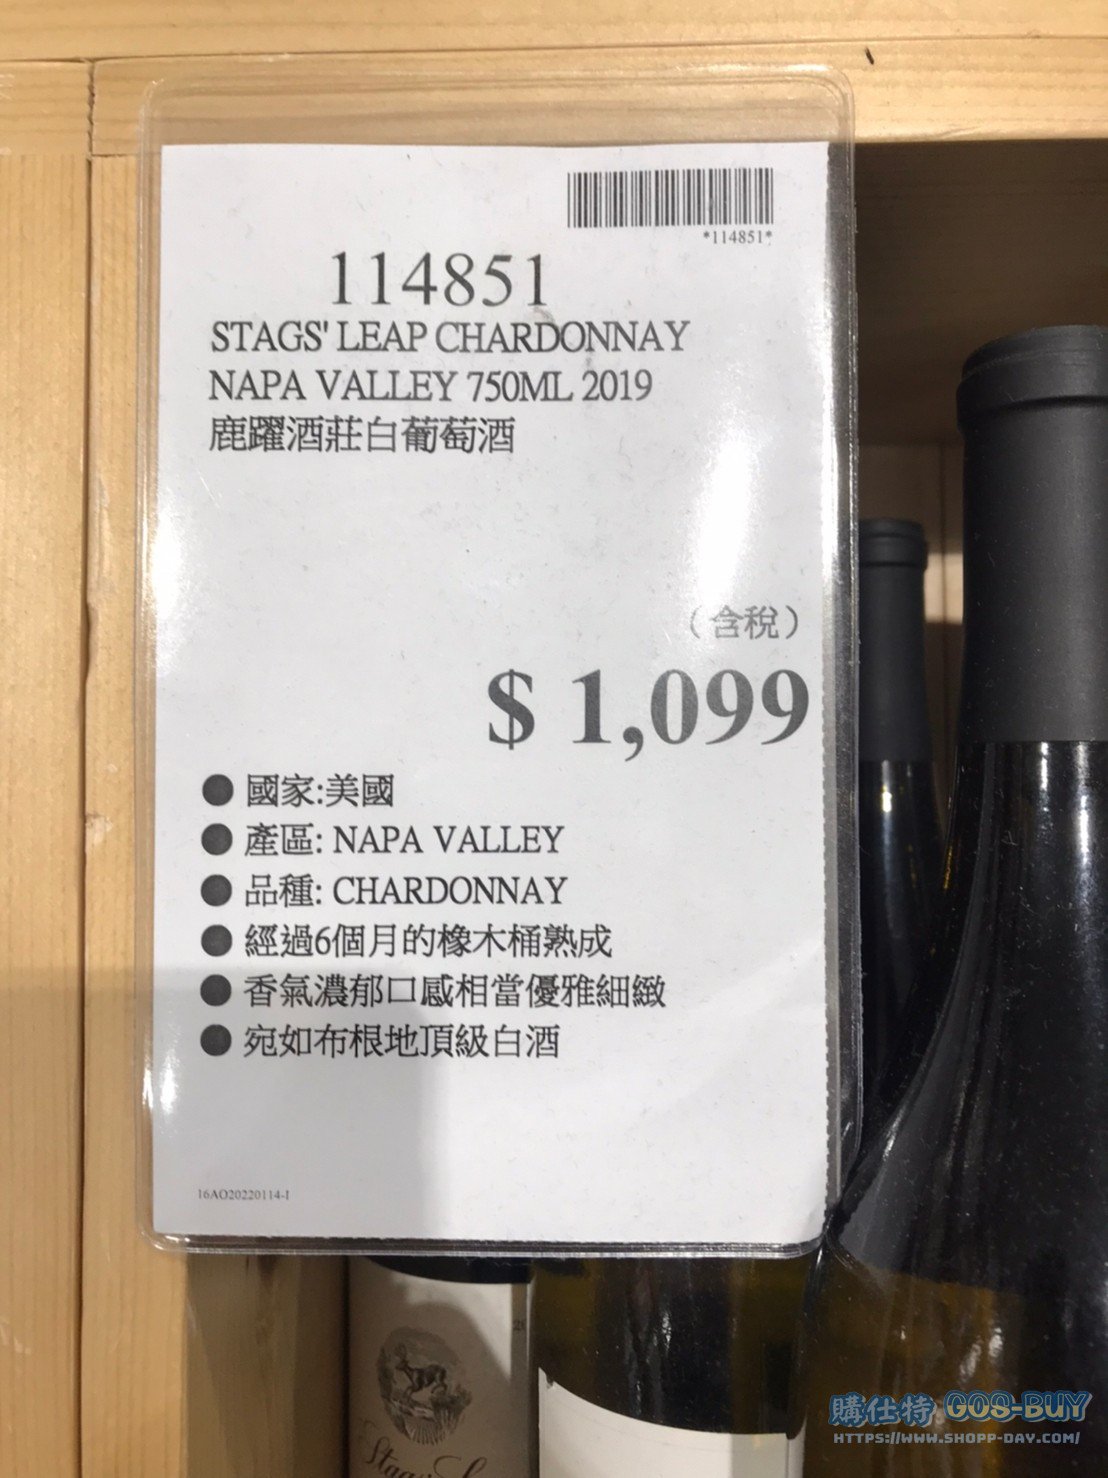 *114851*
114851
STAGS' LEAP CHARDONNAY
NAPA VALLEY 750ML 2019
鹿躍酒莊白葡萄酒
(含稅)
$ 1,099
● 國家:美國
● 產區: NAPA VALLEY
● 品種: CHARDONNAY
● 經過6個月的橡木桶熟成
● 香氣濃郁口感相當優雅細緻
● 宛如布根地頂級白酒
16AO20220114-I
Stags'
購仕特 GOS-BUY
HTTPS://WWW.SHOPP-DAY.COM/